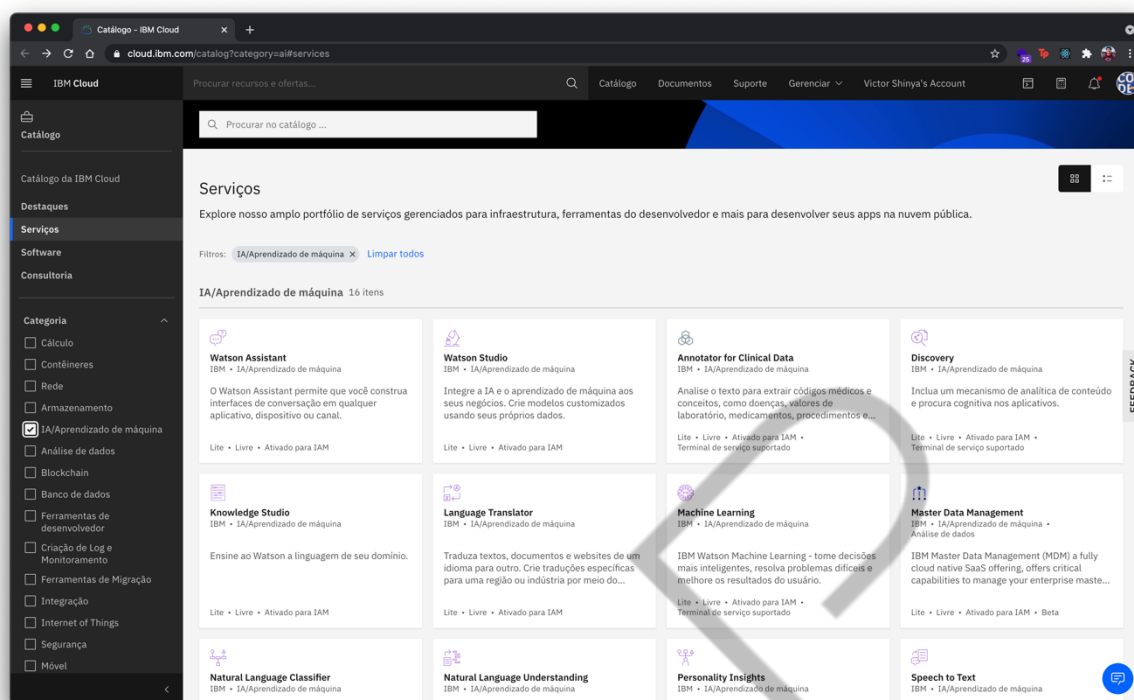 Catálogo - IBM Cloud
cloud.ibm.com/catalog?category=ai#services
25
Tp
IBM Cloud
Procurar recursos e ofertas...
Catálogo
Documentos
Suporte
Gerenciar
Victor Shinya's Account
Catálogo
Catálogo da IBM Cloud
Destaques
Serviços
Software
Consultoria
Categoria
Cálculo
Contêineres
Rede
Armazenamento
IA/Aprendizado de máquina
Análise de dados
Blockchain
Banco de dados
Ferramentas de
desenvolvedor
Criação de Log e
Monitoramento
Ferramentas de Migração
Integração
Internet of Things
Segurança
Móvel
Procurar no catálogo ...
Serviços
Explore nosso amplo portfólio de serviços gerenciados para infraestrutura, ferramentas do desenvolvedor e mais para desenvolver seus apps na nuvem pública.
Filtros: IA/Aprendizado de máquina × Limpar todos
IA/Aprendizado de máquina 16 itens
Watson Assistant
IBM • IA/Aprendizado de máquina
O Watson Assistant permite que você construa
interfaces de conversação em qualquer
aplicativo, dispositivo ou canal.
Lite • Livre • Ativado para IAM
Watson Studio
IBM • IA/Aprendizado de máquina
Integre a IA e o aprendizado de máquina aos
seus negócios. Crie modelos customizados
usando seus próprios dados.
Lite • Livre • Ativado para IAM
Annotator for Clinical Data
IBM • IA/Aprendizado de máquina
Analise o texto para extrair códigos médicos e
conceitos, como doenças, valores de
laboratório, medicamentos, procedimentos e...
Lite • Livre • Ativado para IAM •
Terminal de serviço suportado
Discovery
IBM • IA/Aprendizado de máquina
Inclua um mecanismo de analítica de conteúdo
e procura cognitiva nos aplicativos.
Lite • Livre • Ativado para IAM •
Terminal de serviço suportado
Knowledge Studio
IBM • IA/Aprendizado de máquina
Ensine ao Watson a linguagem de seu domínio.
Lite • Livre • Ativado para IAM
Language Translator
IBM • IA/Aprendizado de máquina
Traduza textos, documentos e websites de um
idioma para outro. Crie traduções específicas
para uma região ou indústria por meio do...
Lite • Livre • Ativado para IAM
Machine Learning
IBM • IA/Aprendizado de máquina
IBM Watson Machine Learning - tome decisões
mais inteligentes, resolva problemas difíceis e
melhore os resultados do usuário.
Lite • Livre • Ativado para IAM •
Terminal de serviço suportado
Master Data Management
IBM • IA/Aprendizado de máquina •
Análise de dados
IBM Master Data Management (MDM) a fully
cloud native SaaS offering, offers critical
capabilities to manage your enterprise maste...
Lite • Livre • Ativado para IAM • Beta
Natural Language Classifier
IBM • IA/Aprendizado de máquina
Natural Language Understanding
IBM • IA/Aprendizado de máquina
Personality Insights
IBM • IA/Aprendizado de máquina
Speech to Text
IBM • IA/Aprendizado de máquina
FEEDBACK